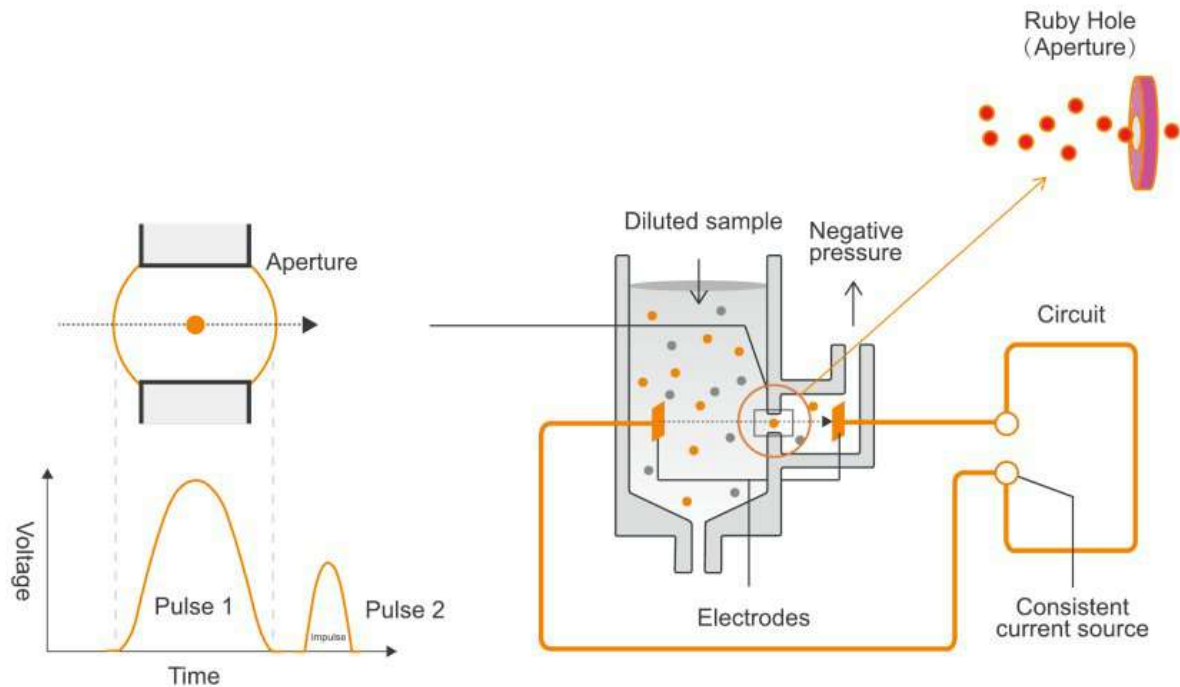 Ruby Hole
（Aperture）
Diluted sample
Negative
pressure
Aperture
Circuit
Voltage
Pulse 1
Impulse
Pulse 2
Time
Electrodes
Consistent
current source